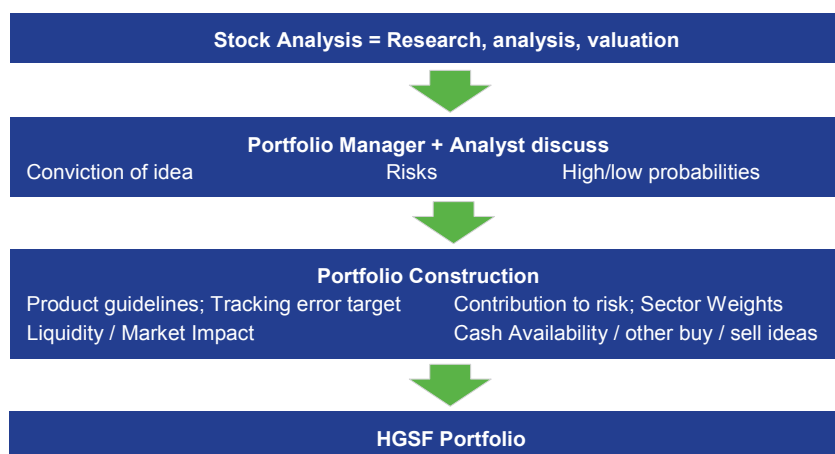 Stock Analysis = Research, analysis, valuation
Portfolio Manager + Analyst discuss
Conviction of idea Risks High/low probabilities
Portfolio Construction
Product guidelines; Tracking error target Contribution to risk; Sector Weights
Liquidity / Market Impact Cash Availability / other buy / sell ideas
HGSF Portfolio